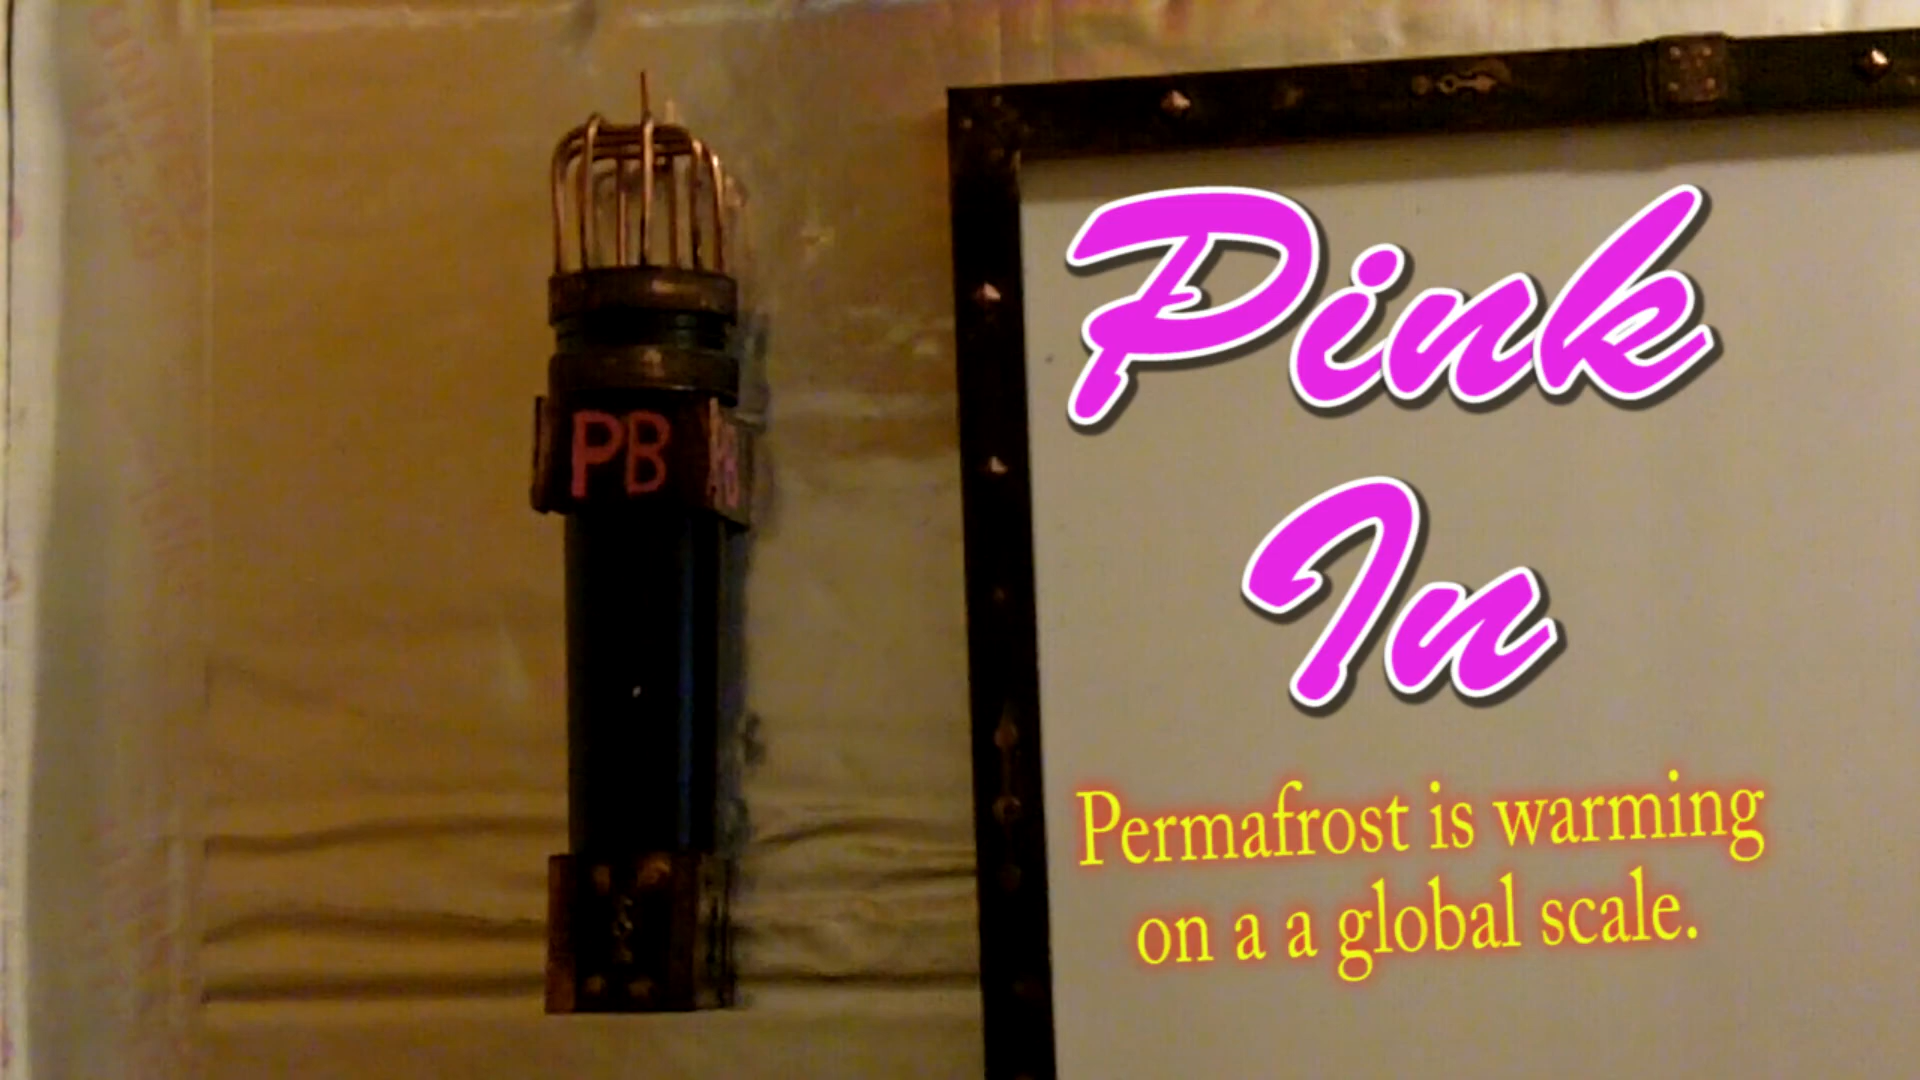 PB
Pink
In
Permafrost is warming
on a a global scale.